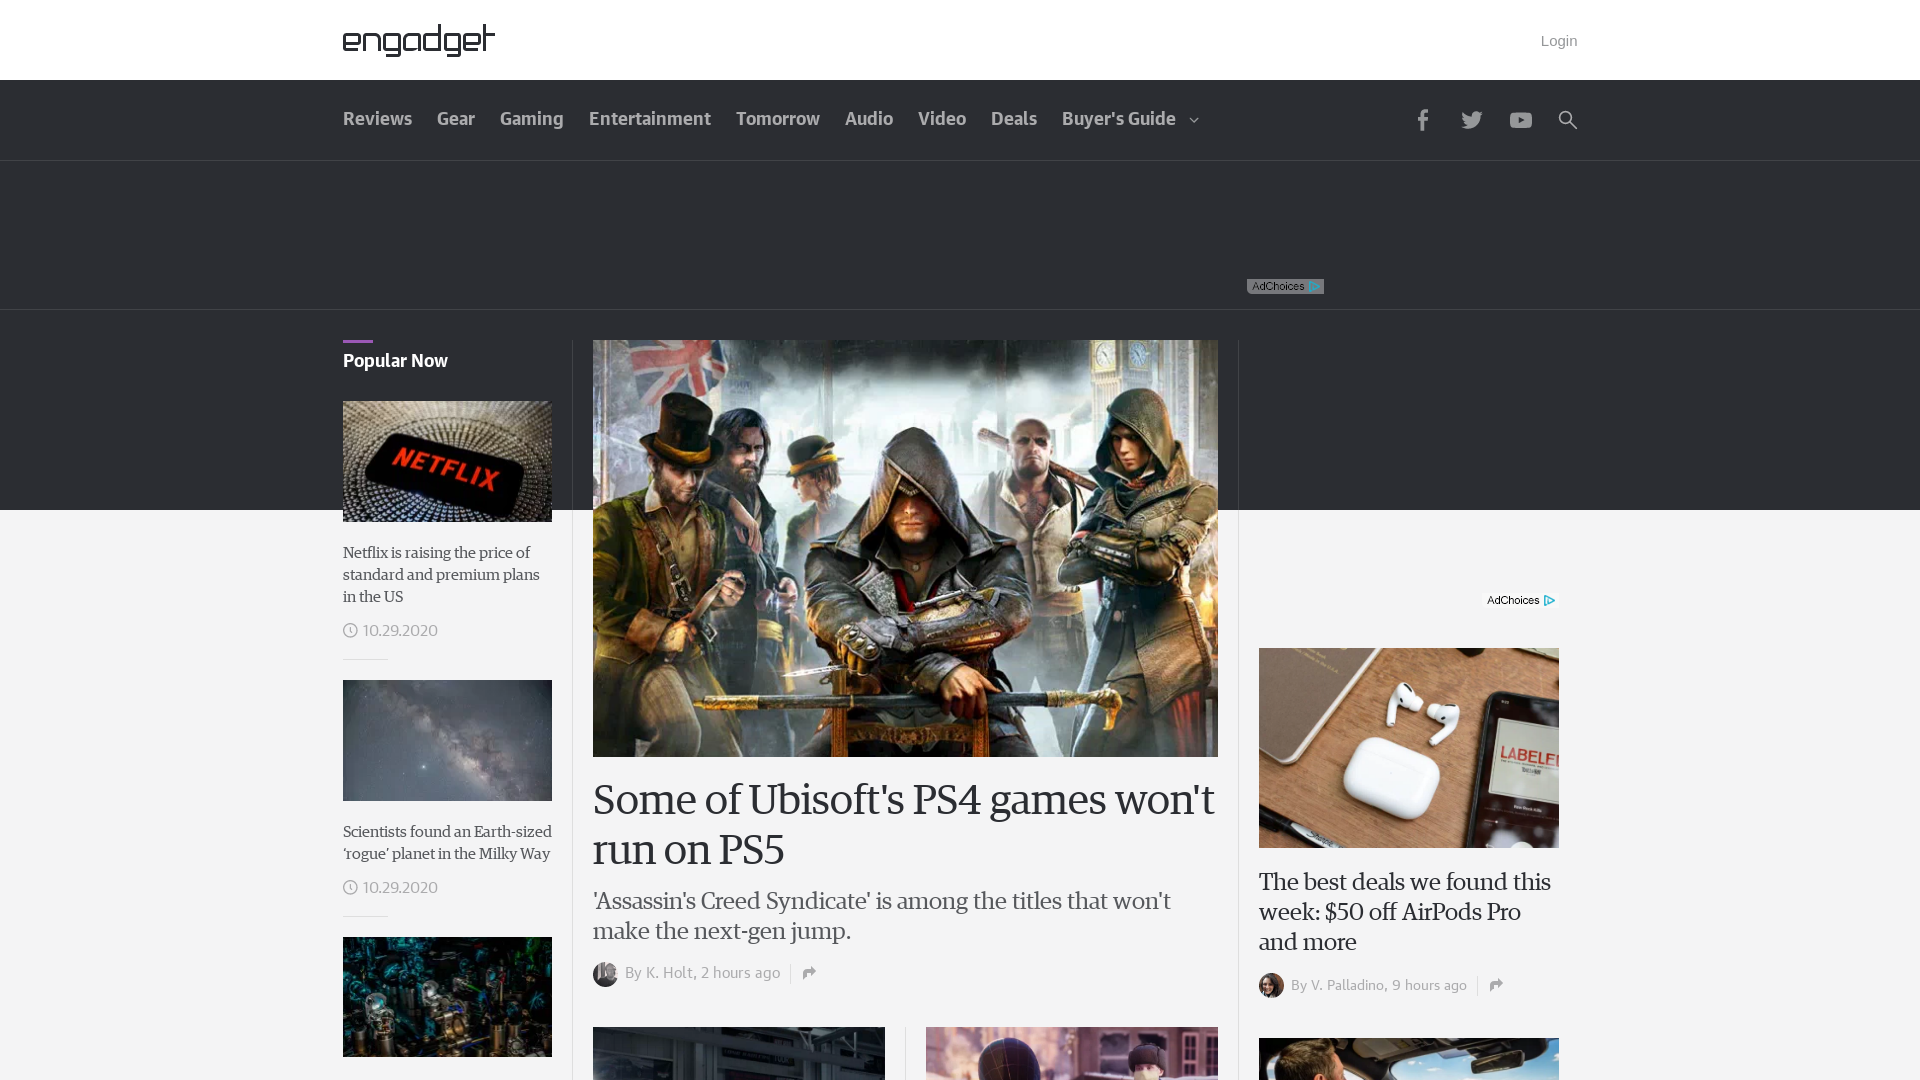 engadget
Login
Reviews Gear Gaming Entertainment Tomorrow Audio Video Deals Buyer's Guide
AdChoices
Popular Now
NETFLIX
Netflix is raising the price of
standard and premium plans
in the US
10.29.2020
Scientists found an Earth-sized
‘rogue’ planet in the Milky Way
10.29.2020
Some of Ubisoft's PS4 games won't
run on PS5
'Assassin's Creed Syndicate' is among the titles that won't
make the next-gen jump.
By K. Holt, 2 hours ago
AdChoices
LABELED
The best deals we found this
week: $50 off AirPods Pro
and more
By V. Palladino, 9 hours ago